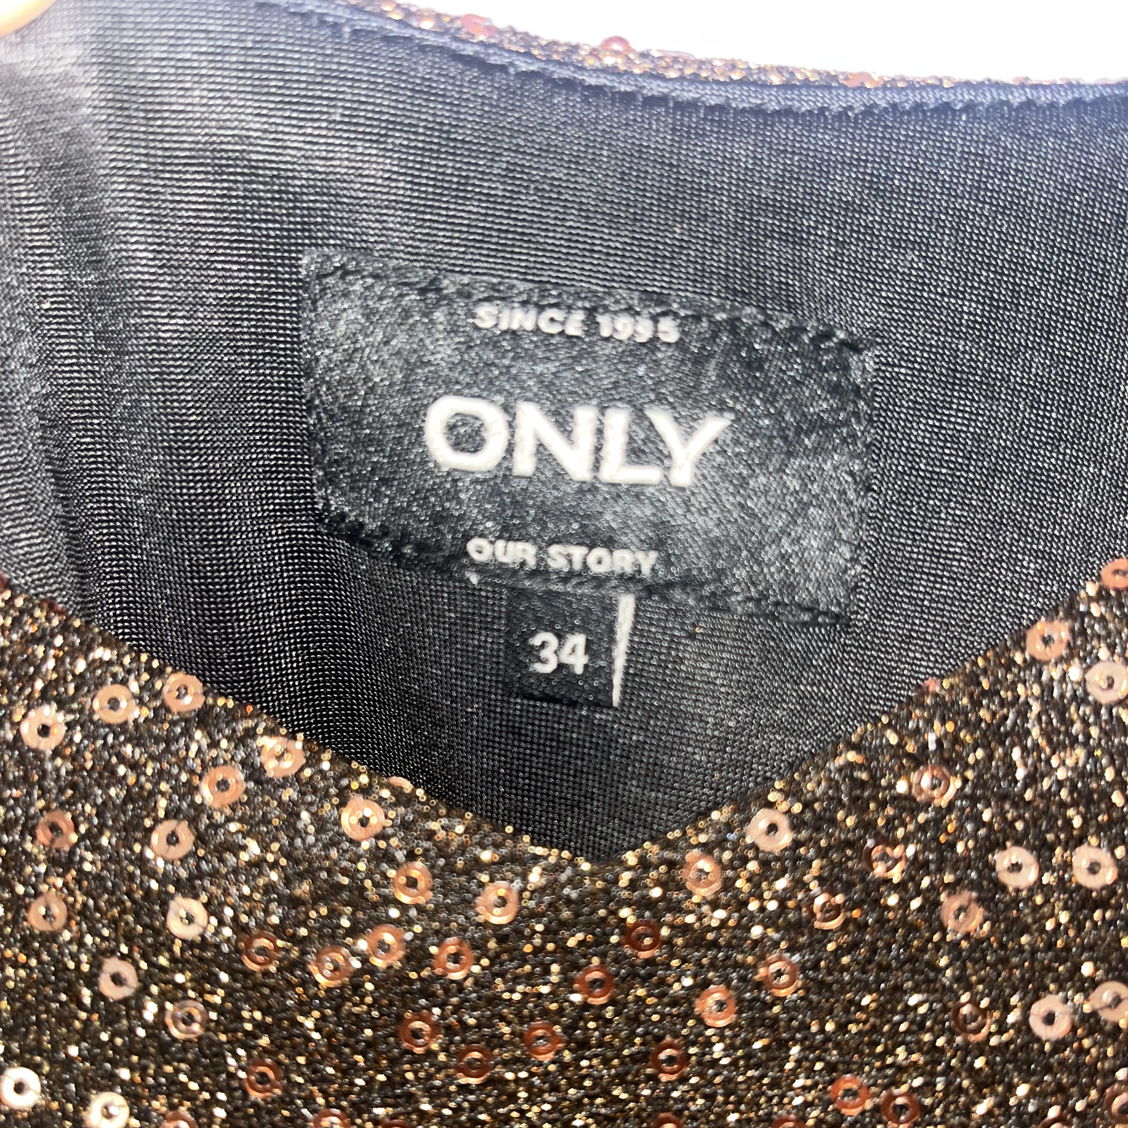 SINCE 1995
ONLY
OUR STORY
34